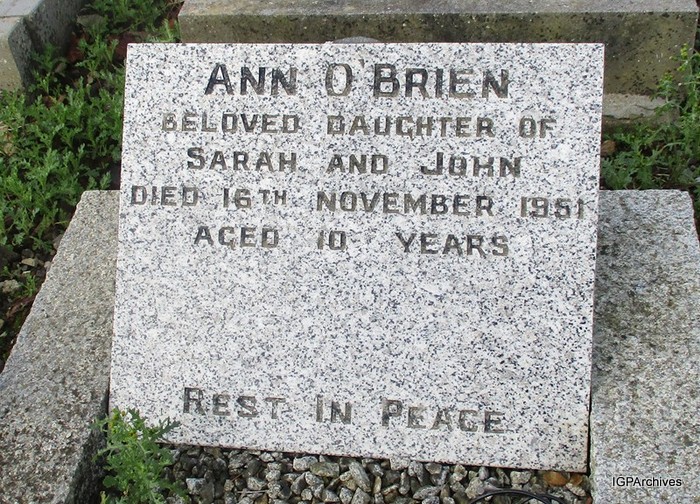 ANN O'BRIEN
BELOVED DAUGHTER OF
SARAH AND JOHN
DIED 16TH NOVEMBER 1951
AGED 10 YEARS
REST IN PEACE
IGPArchives